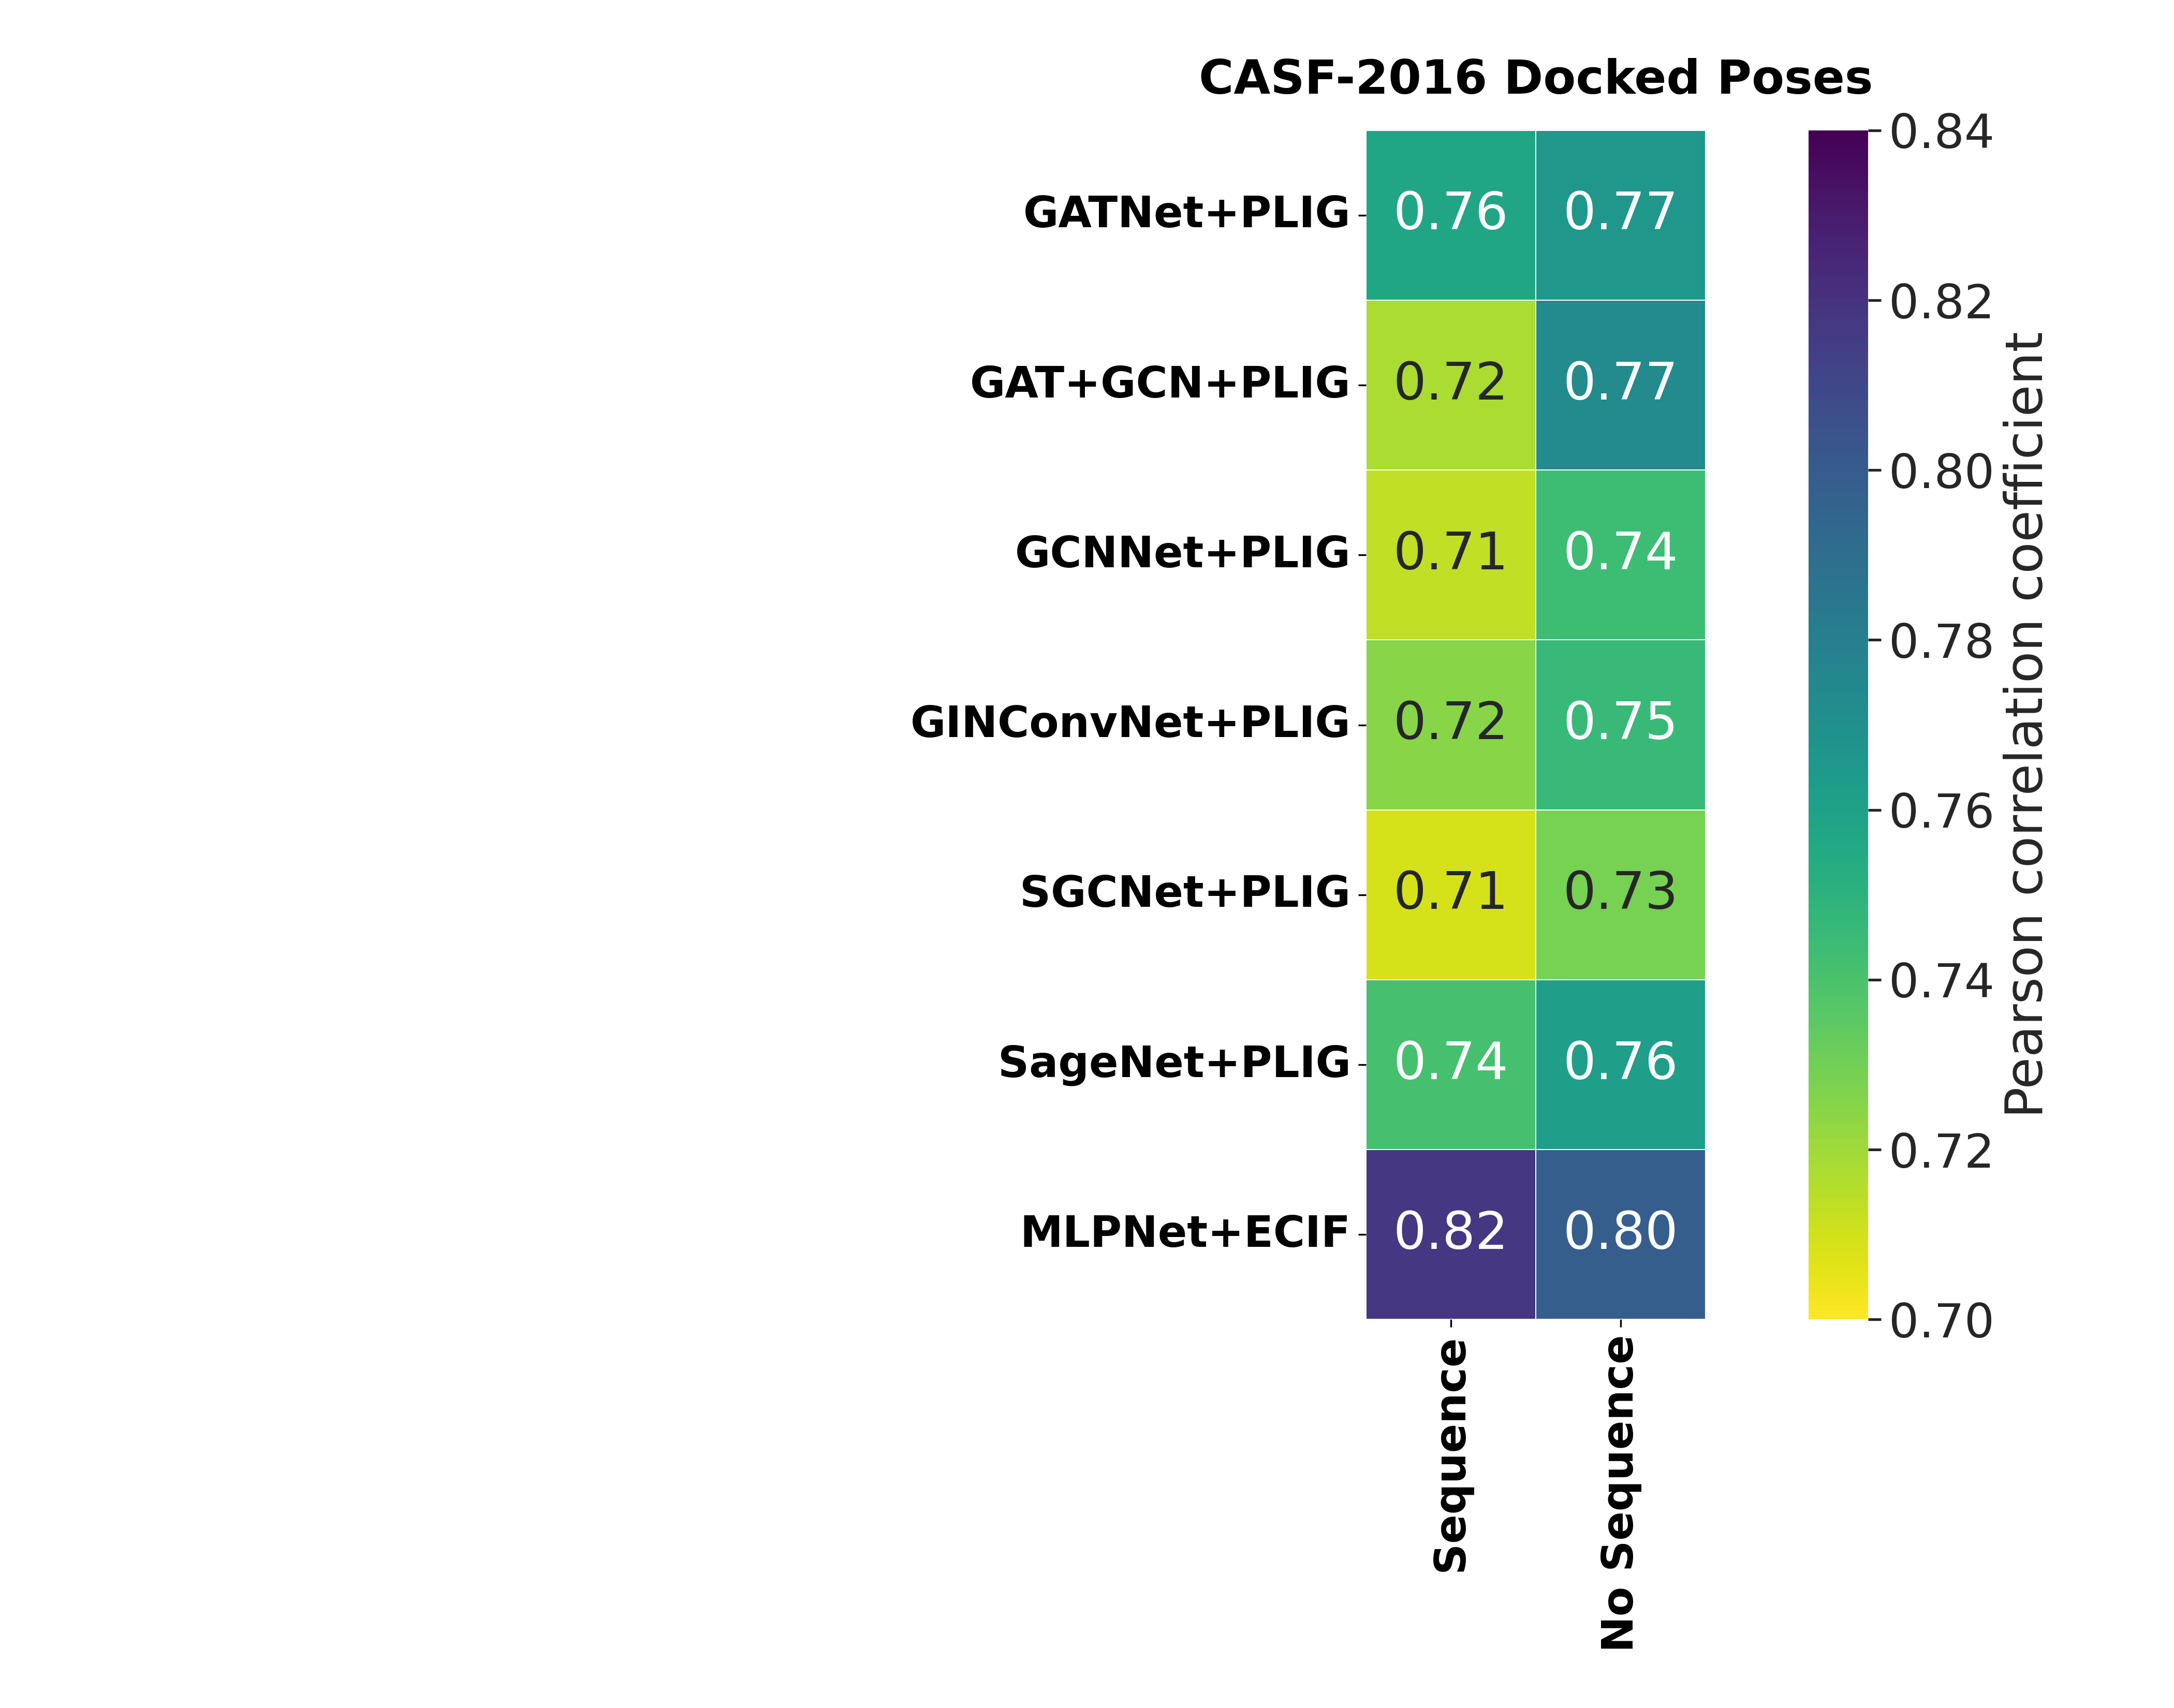 CASF-2016 Docked Poses
GATNet+PLIG 0.76 0.77
GAT+GCN+PLIG 0.72 0.77
GCNNet+PLIG 0.71 0.74
GINConvNet+PLIG 0.72 0.75
SGCNet+PLIG 0.71 0.73
SageNet+PLIG 0.74 0.76
MLPNet+ECIF 0.82 0.80
Sequence
No Sequence
0.84
0.82
0.80
0.78
0.76
0.74
0.72
0.70
Pearson correlation coefficient